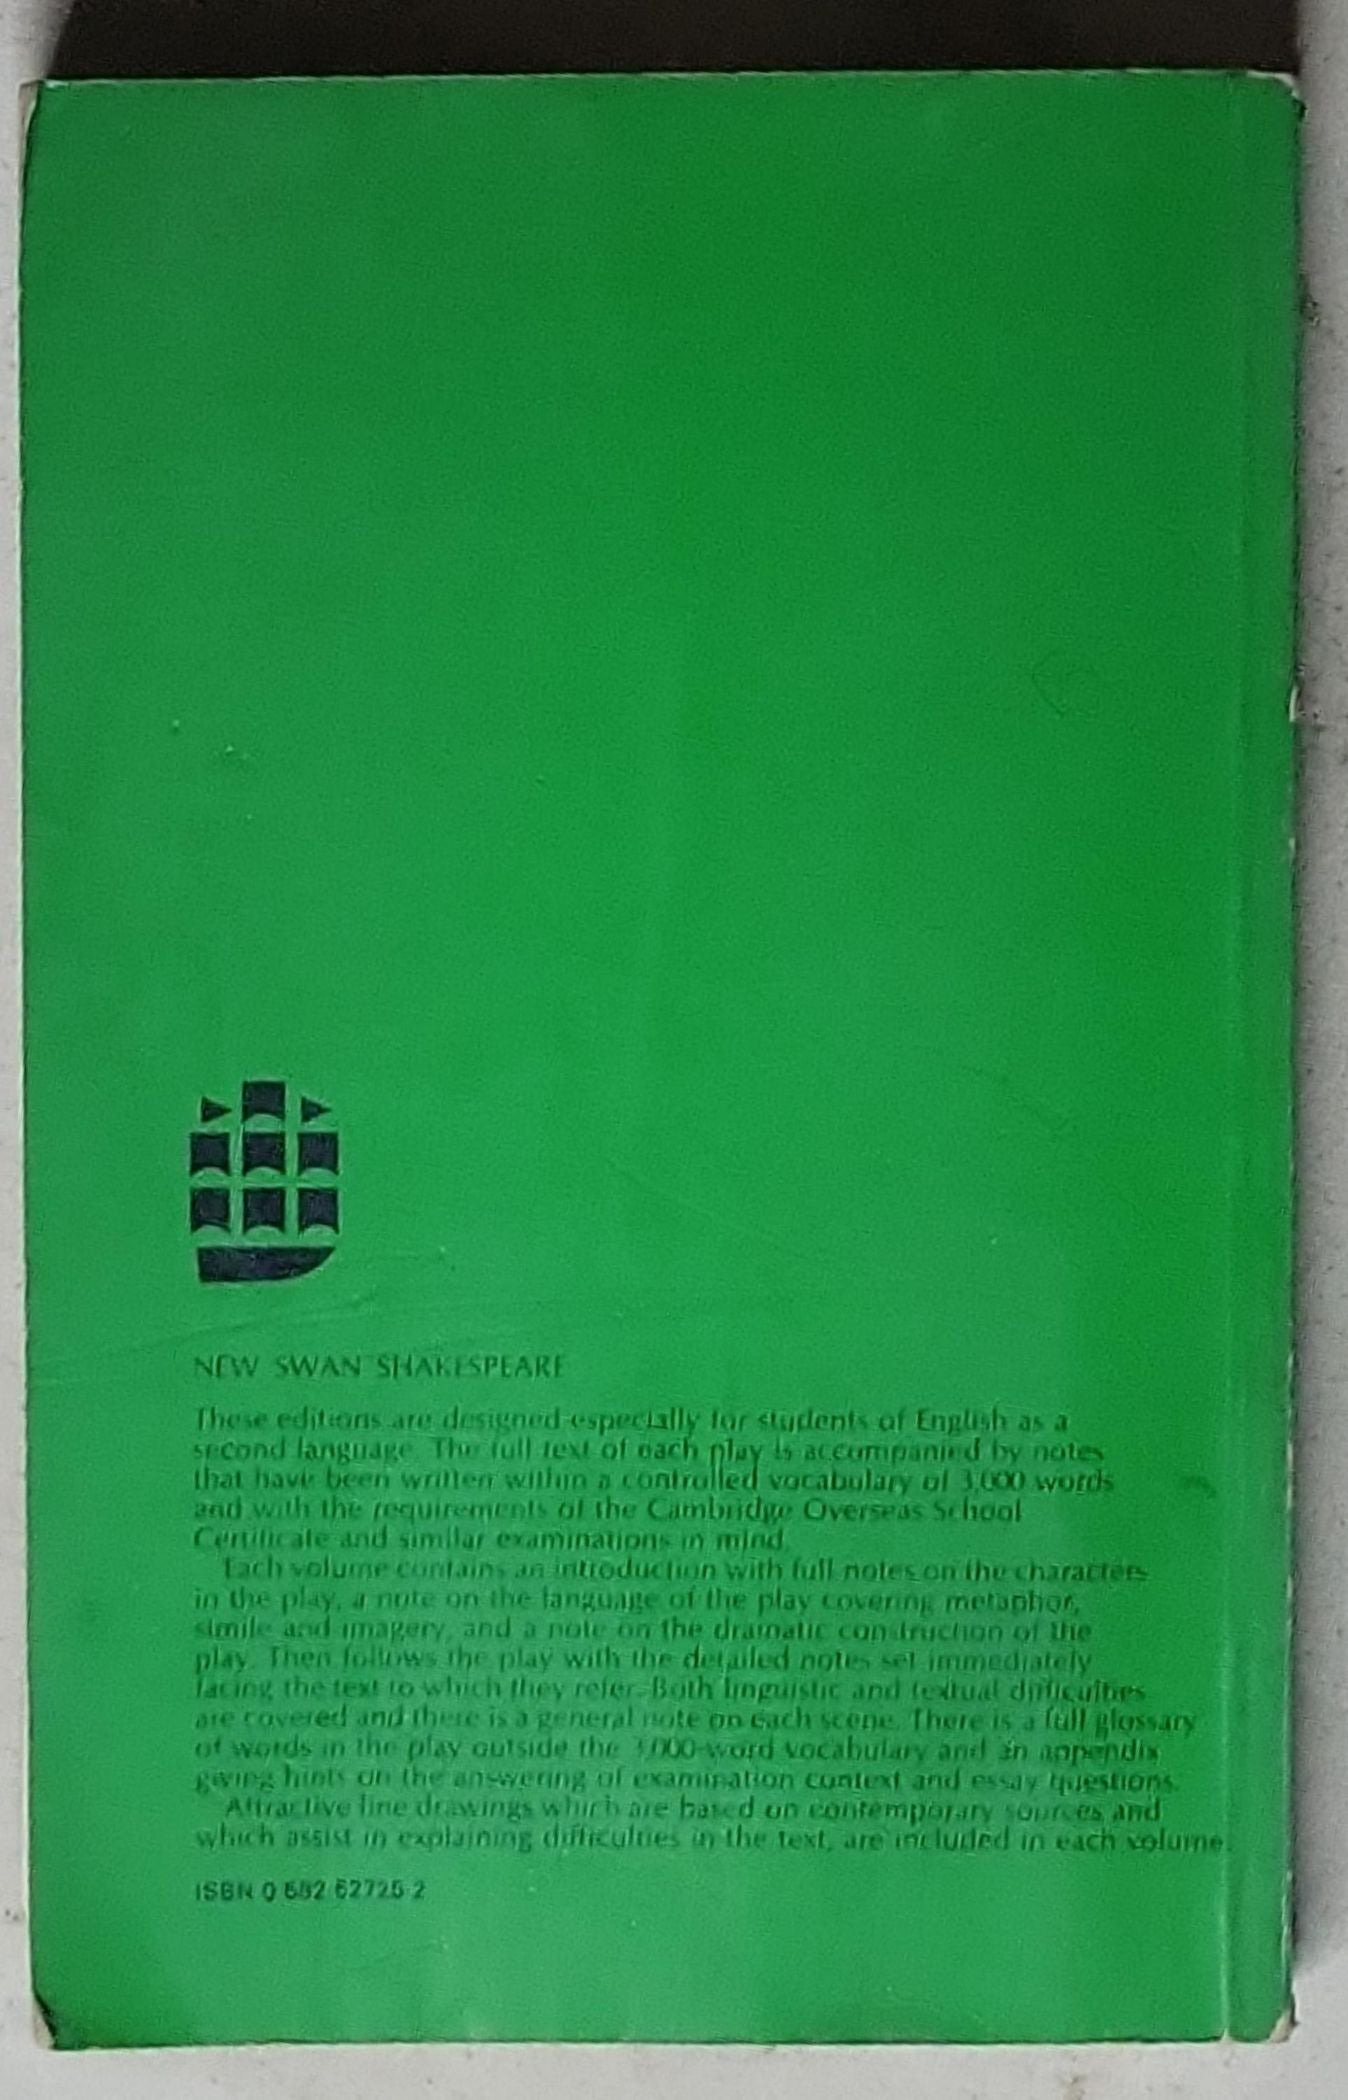 NEW SWAN SHAKESPEARE
These editions are designed especially for students of English as a
second language. The full text of each play is accompanied by notes
that have been written within a controlled vocabulary of 3,000 words
and with the requirements of the Cambridge Overseas School
Certificate and similar examinations in mind.
Each volume contains an introduction with full notes on the characters
in the play, a note on the language of the play covering metaphor,
simile and imagery, and a note on the dramatic construction of the
play. Then follows the play with the detailed notes set immediately
facing the text to which they refer. Both linguistic and textual difficulties
are covered and there is a general note on each scene. There is a full glossary
of words in the play outside the 3,000-word vocabulary and an appendix
giving hints on the answering of examination context and essay questions.
Attractive line drawings which are based on contemporary sources and
which assist in explaining difficulties in the text, are included in each volume.
ISBN 0 582 52725 2